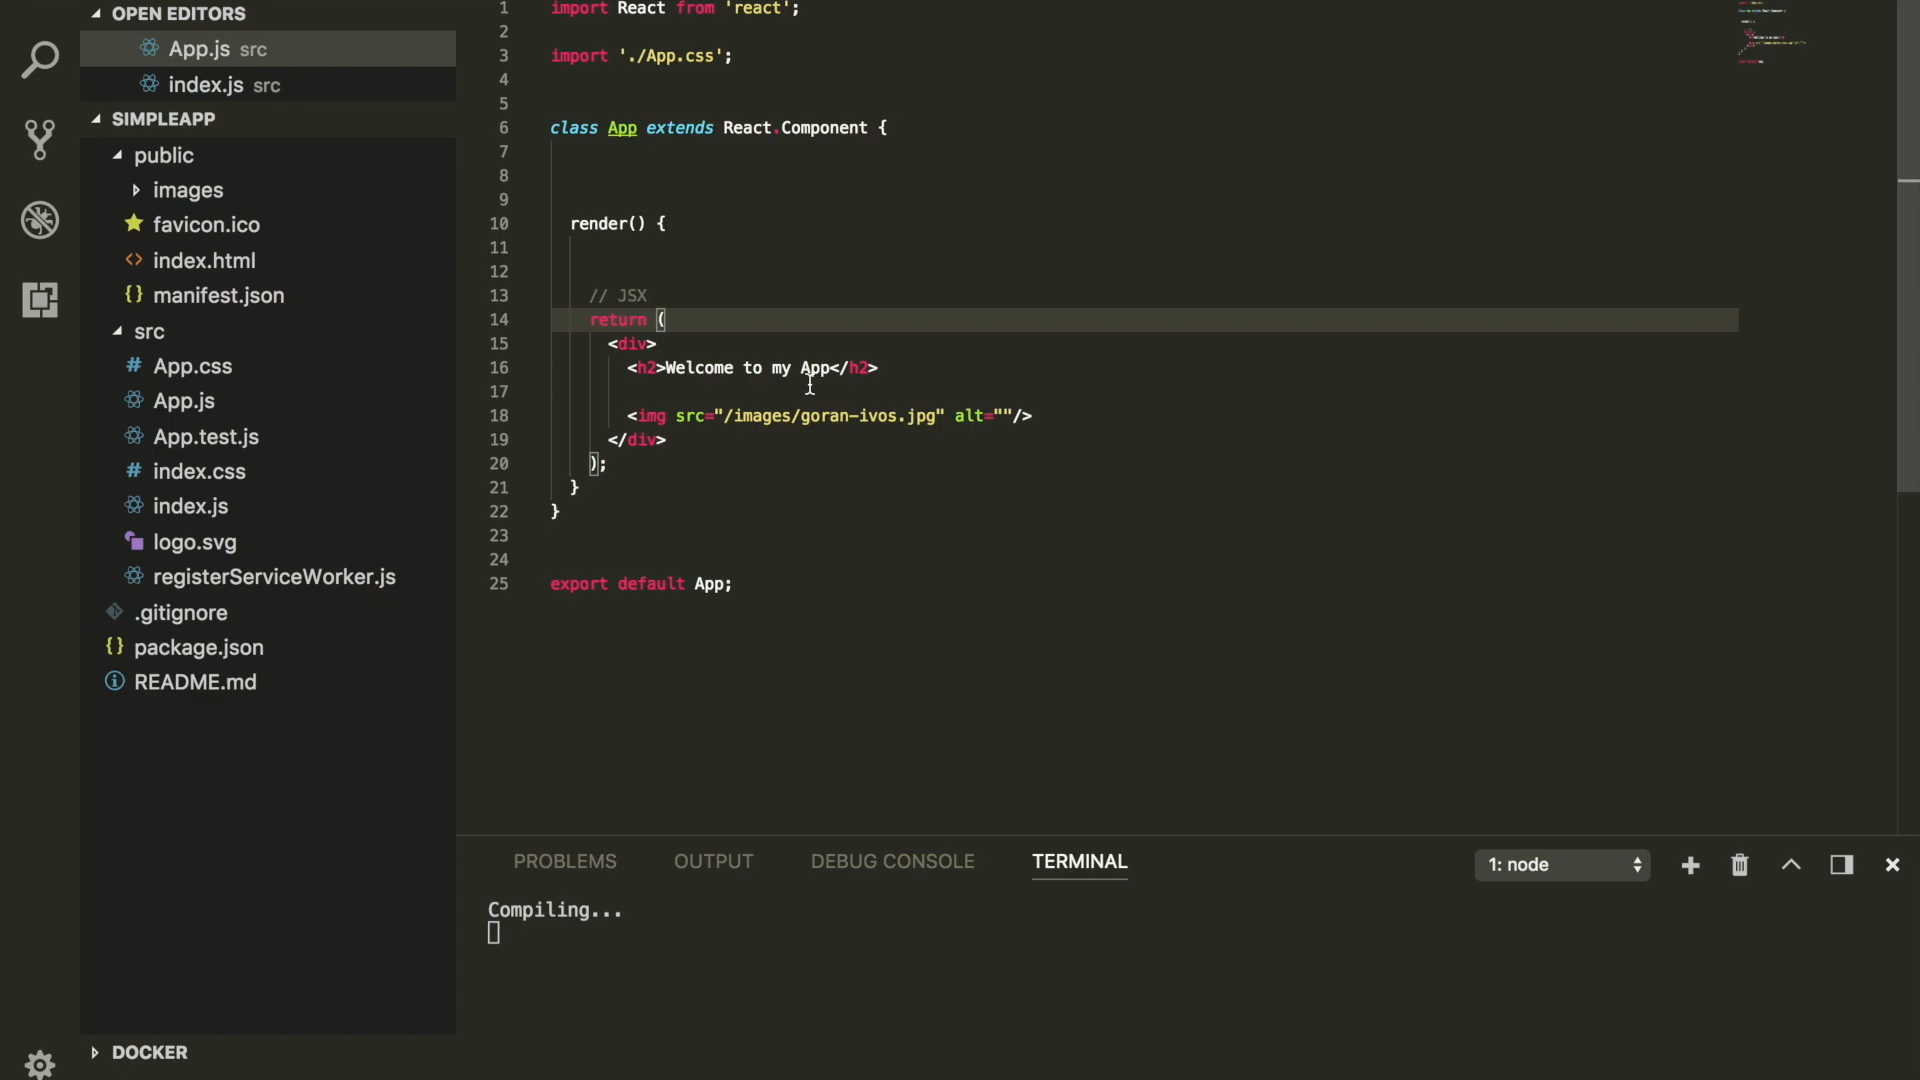 OPEN EDITORS
App.js src
index.js src
SIMPLEAPP
public
images
favicon.ico
index.html
manifest.json
src
App.css
App.js
App.test.js
index.css
index.js
logo.svg
registerServiceWorker.js
.gitignore
package.json
README.md
DOCKER
1 import React from 'react';
2
3 import './App.css';
4
5
6 class App extends React.Component {
7
8
9
10 render() {
11
12
13 // JSX
14 return (
15 <div>
16 <h2>Welcome to my App</h2>
17
18 <img src="/images/goran-ivos.jpg" alt=""/>
19 </div>
20 );
21 }
22 }
23
24
25 export default App;
PROBLEMS OUTPUT DEBUG CONSOLE TERMINAL 1: node
Compiling...